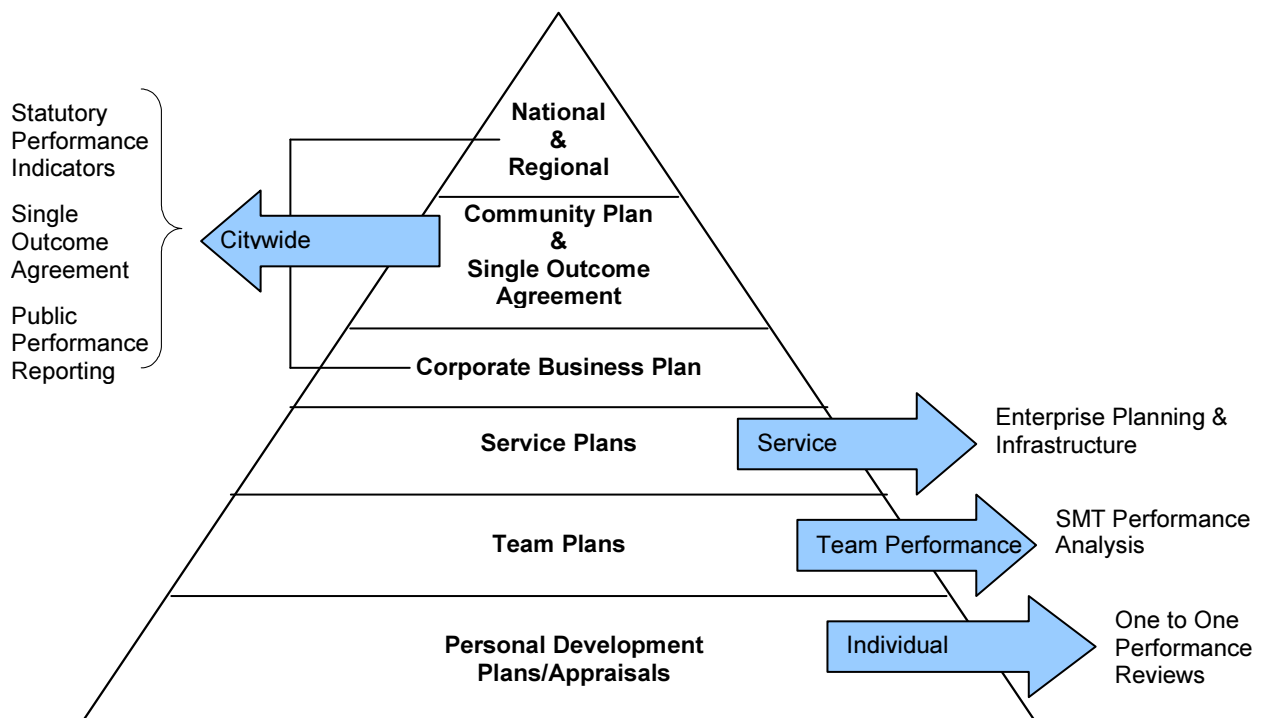 Statutory
Performance
Indicators
Single
Outcome
Agreement
Public
Performance
Reporting
Citywide
National
&
Regional
Community Plan
&
Single Outcome
Agreement
Corporate Business Plan
Service Plans
Service
Enterprise Planning &
Infrastructure
Team Plans
Team Performance
SMT Performance
Analysis
Personal Development
Plans/Appraisals
Individual
One to One
Performance
Reviews